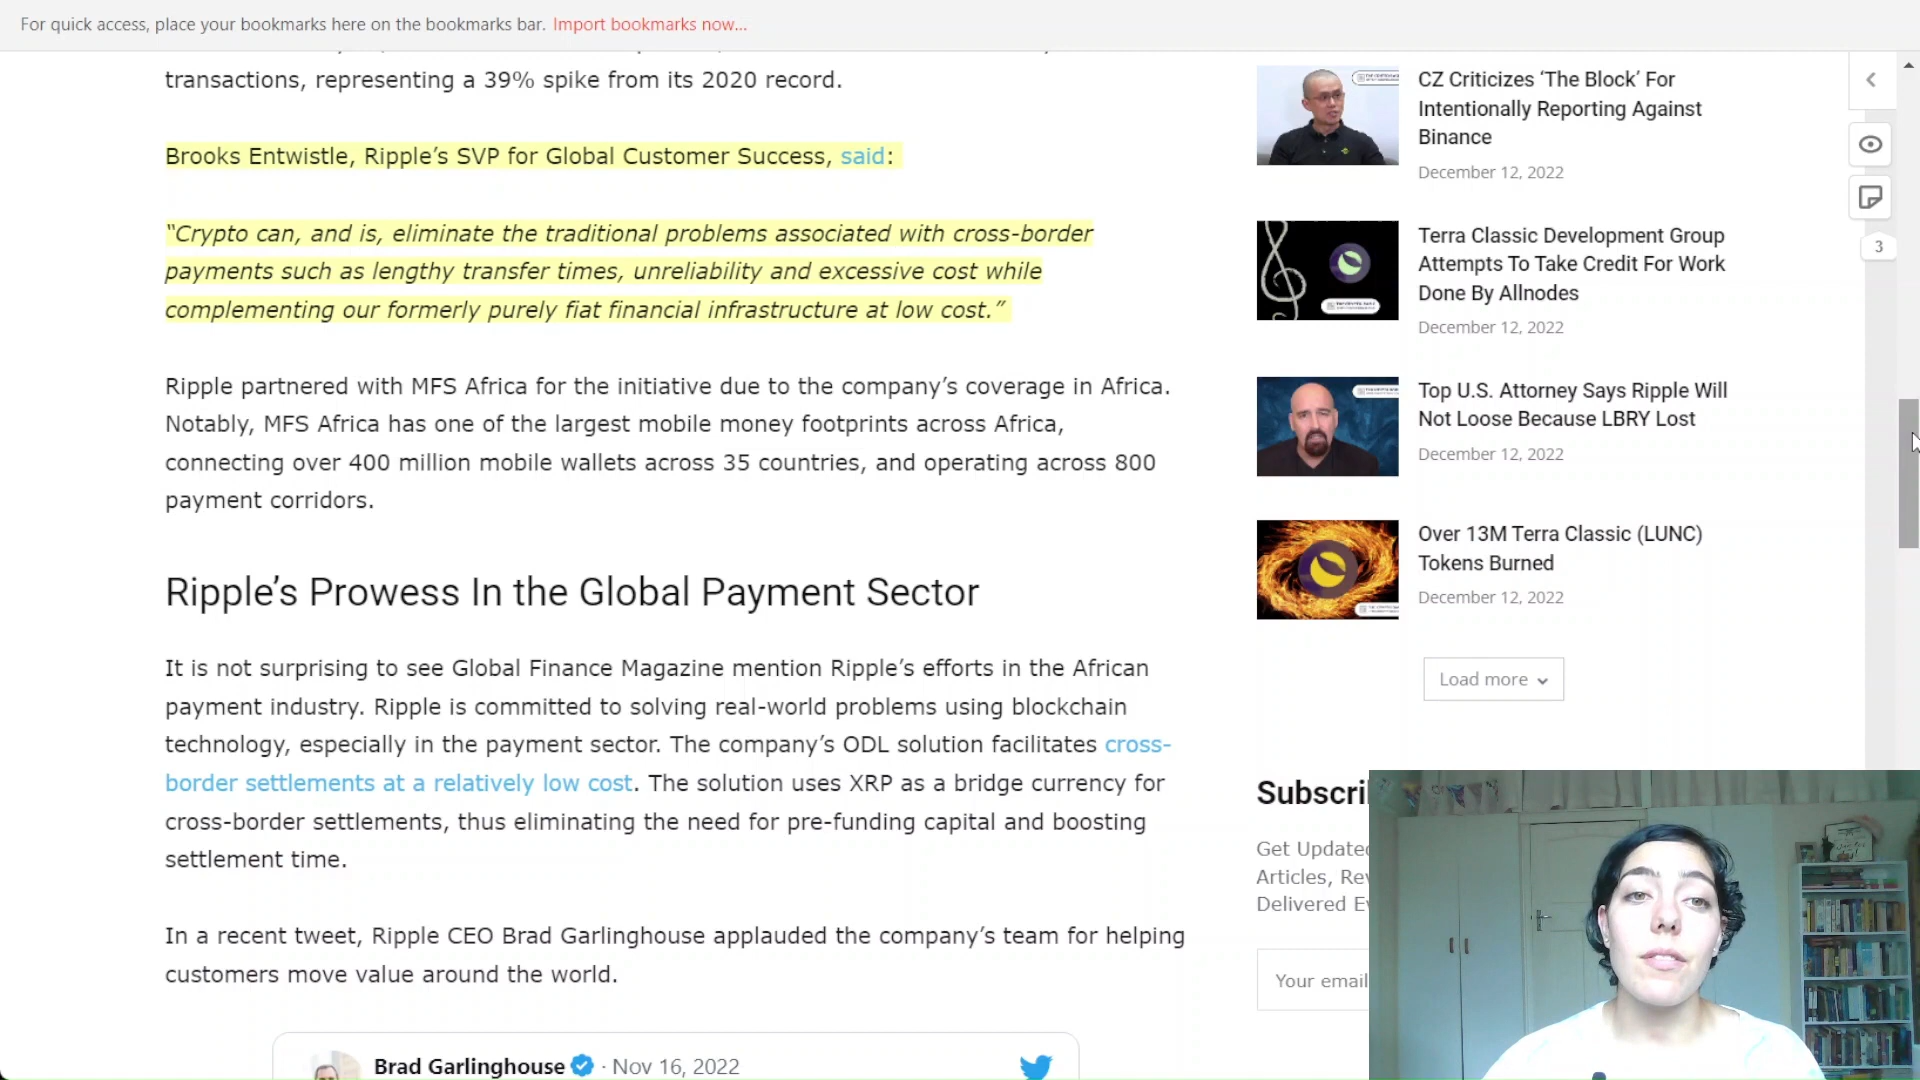 For quick access, place your bookmarks here on the bookmarks bar. Import bookmarks now...
transactions, representing a 39% spike from its 2020 record.
Brooks Entwistle, Ripple’s SVP for Global Customer Success, said:
“Crypto can, and is, eliminate the traditional problems associated with cross-border
payments such as lengthy transfer times, unreliability and excessive cost while
complementing our formerly purely fiat financial infrastructure at low cost.”
Ripple partnered with MFS Africa for the initiative due to the company’s coverage in Africa.
Notably, MFS Africa has one of the largest mobile money footprints across Africa,
connecting over 400 million mobile wallets across 35 countries, and operating across 800
payment corridors.
Ripple’s Prowess In the Global Payment Sector
It is not surprising to see Global Finance Magazine mention Ripple’s efforts in the African
payment industry. Ripple is committed to solving real-world problems using blockchain
technology, especially in the payment sector. The company’s ODL solution facilitates cross-
border settlements at a relatively low cost. The solution uses XRP as a bridge currency for
cross-border settlements, thus eliminating the need for pre-funding capital and boosting
settlement time.
In a recent tweet, Ripple CEO Brad Garlinghouse applauded the company’s team for helping
customers move value around the world.
Brad Garlinghouse · Nov 16, 2022
CZ Criticizes ‘The Block’ For
Intentionally Reporting Against
Binance
December 12, 2022
Terra Classic Development Group
Attempts To Take Credit For Work
Done By Allnodes
December 12, 2022
Top U.S. Attorney Says Ripple Will
Not Loose Because LBRY Lost
December 12, 2022
Over 13M Terra Classic (LUNC)
Tokens Burned
December 12, 2022
Load more
Subscri
Get Update
Articles, Re
Delivered E
Your email
3